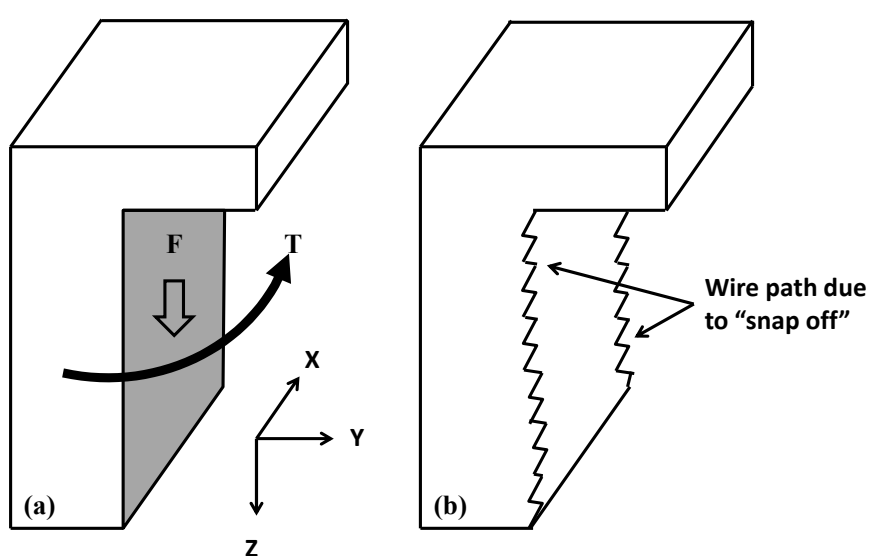 F
T
X
Y
Z
(a)
Wire path due
to “snap off”
(b)